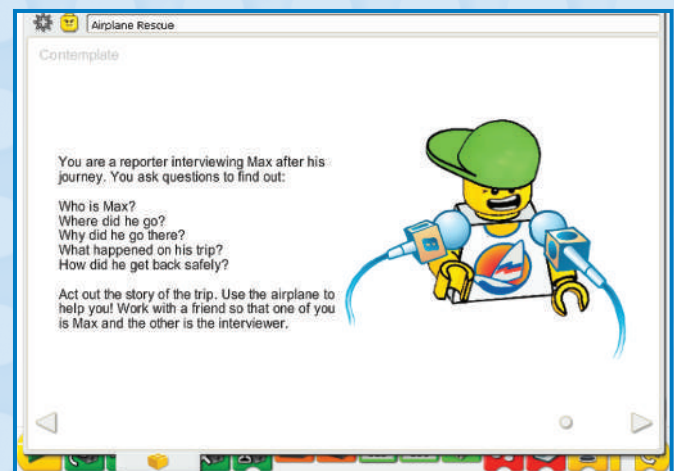 Airplane Rescue
Contemplate
You are a reporter interviewing Max after his
journey. You ask questions to find out:
Who is Max?
Where did he go?
Why did he go there?
What happened on his trip?
How did he get back safely?
Act out the story of the trip. Use the airplane to
help you! Work with a friend so that one of you
is Max and the other is the interviewer.